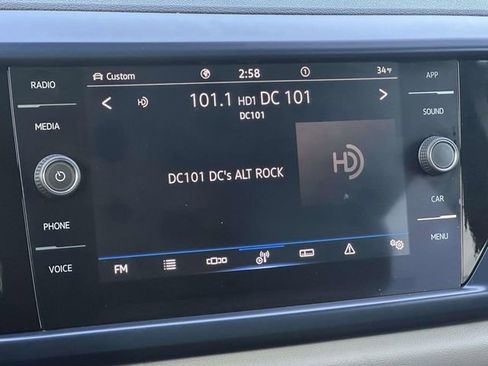 RADIO
MEDIA
PHONE
VOICE
Custom
2:58
1
34°F
101.1 HD1 DC 101
DC101
DC101 DC's ALT ROCK
HD
FM
APP
SOUND
CAR
MENU